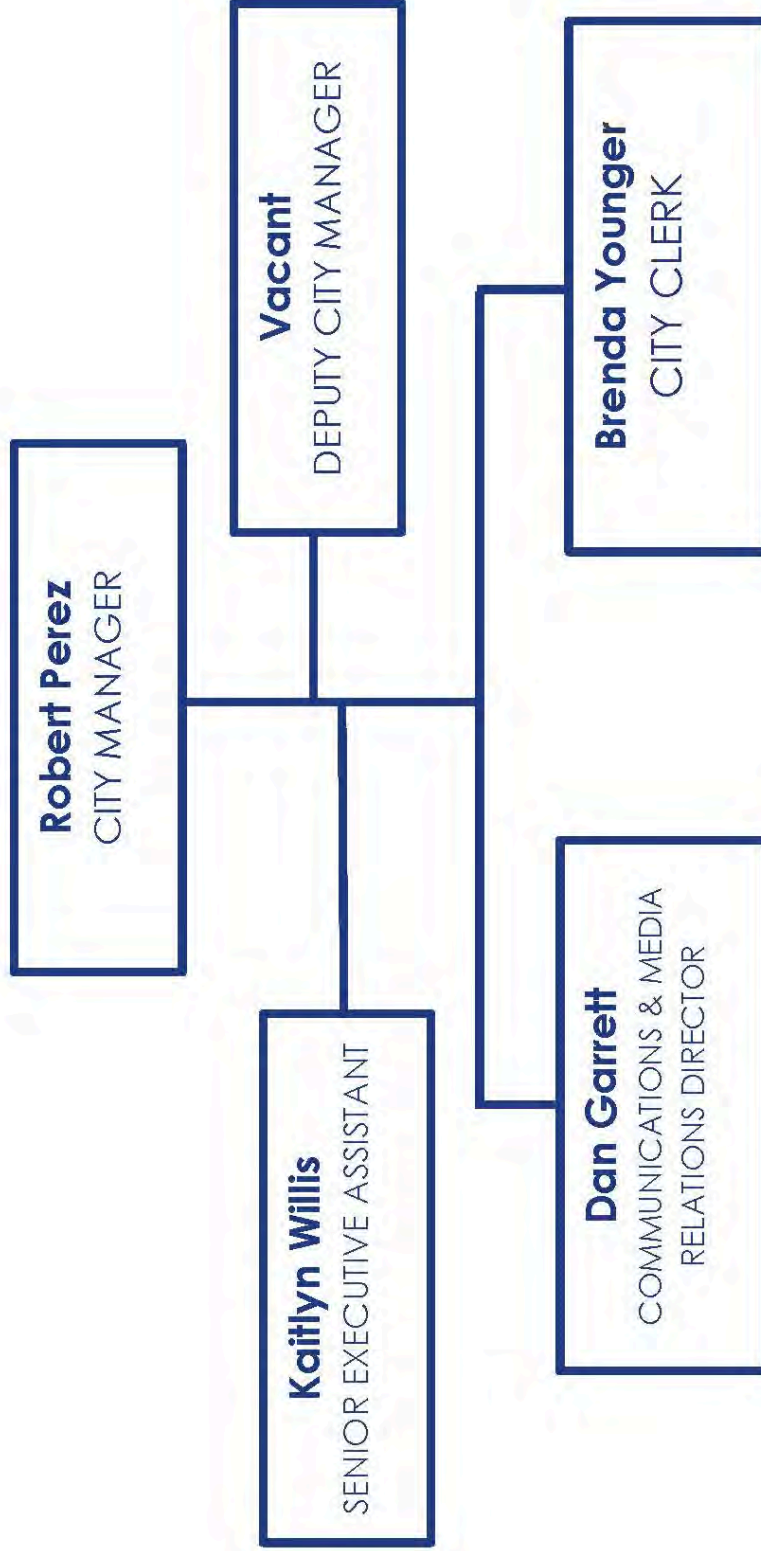 Robert Perez
CITY MANAGER
Kaitlyn Willis
SENIOR EXECUTIVE ASSISTANT
Vacant
DEPUTY CITY MANAGER
Dan Garrett
COMMUNICATIONS & MEDIA
RELATIONS DIRECTOR
Brenda Younger
CITY CLERK